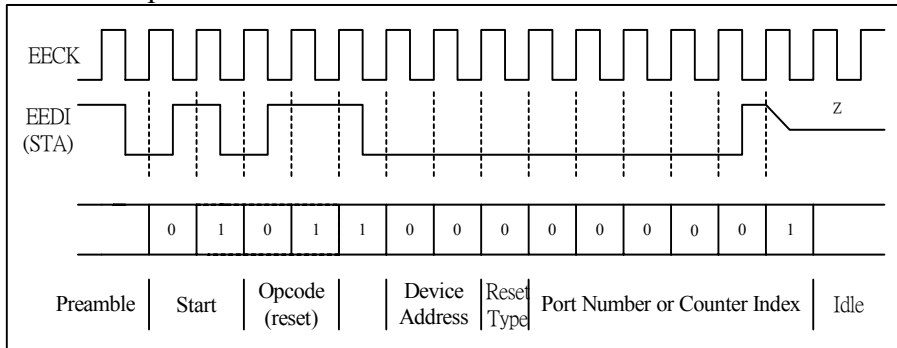 EECK
EEDI
(STA)
Z
0 1 0 1 1 0 0 0 0 0 0 0 0 1
Preamble Start Opcode (reset) Device Address Reset Type Port Number or Counter Index Idle